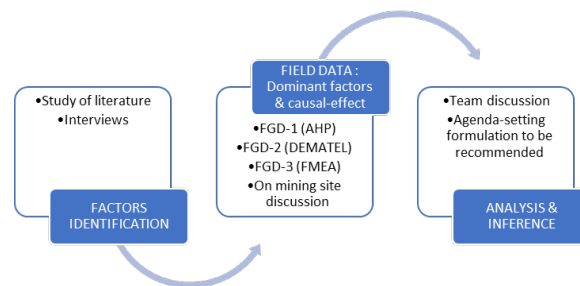 •Study of literature
•Interviews
FACTORS
IDENTIFICATION
FIELD DATA :
Dominant factors
& causal-effect
•FGD-1 (AHP)
•FGD-2 (DEMATEL)
•FGD-3 (FMEA)
•On mining site
discussion
•Team discussion
•Agenda-setting
formulation to be
recommended
ANALYSIS &
INFERENCE